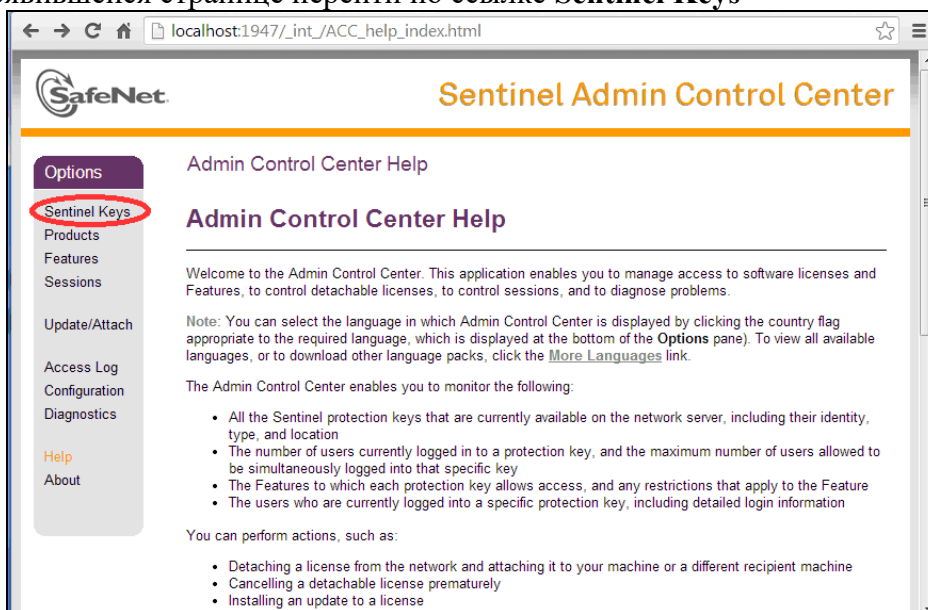 явившейся странице перейти по ссылке Sentinel Keys
localhost:1947/_int_/ACC_help_index.html
SafeNet.
Sentinel Admin Control Center
Options
Sentinel Keys
Products
Features
Sessions
Update/Attach
Access Log
Configuration
Diagnostics
Help
About
Admin Control Center Help
Admin Control Center Help
Welcome to the Admin Control Center. This application enables you to manage access to software licenses and
Features, to control detachable licenses, to control sessions, and to diagnose problems.
Note: You can select the language in which Admin Control Center is displayed by clicking the country flag
appropriate to the required language, which is displayed at the bottom of the Options pane). To view all available
languages, or to download other language packs, click the More Languages link.
The Admin Control Center enables you to monitor the following:
• All the Sentinel protection keys that are currently available on the network server, including their identity,
type, and location
• The number of users currently logged in to a protection key, and the maximum number of users allowed to
be simultaneously logged into that specific key
• The Features to which each protection key allows access, and any restrictions that apply to the Feature
• The users who are currently logged into a specific protection key, including detailed login information
You can perform actions, such as:
• Detaching a license from the network and attaching it to your machine or a different recipient machine
• Cancelling a detachable license prematurely
• Installing an update to a license